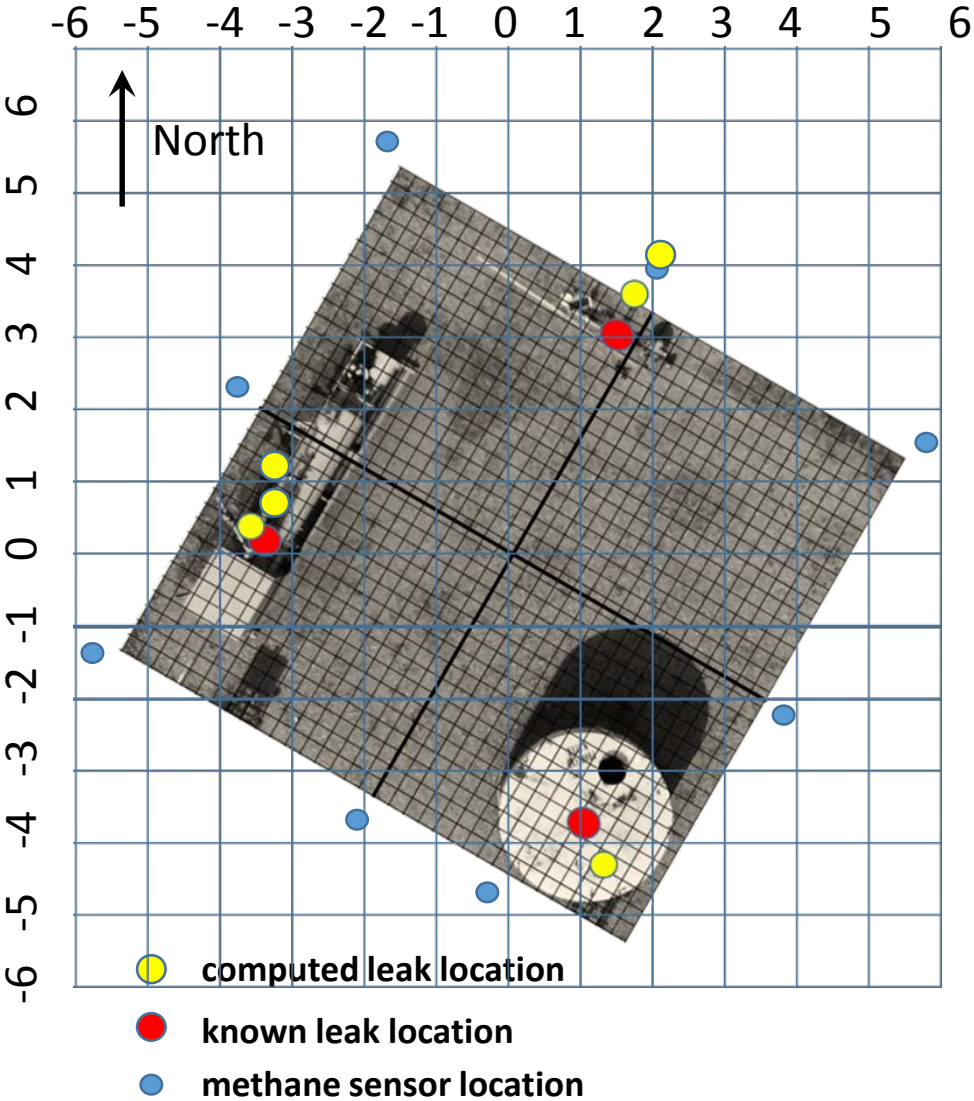 -6 -5 -4 -3 -2 -1 0 1 2 3 4 5 6
6
5
4
3
2
1
0
-1
-2
-3
-4
-5
-6
North
computed leak location
known leak location
methane sensor location